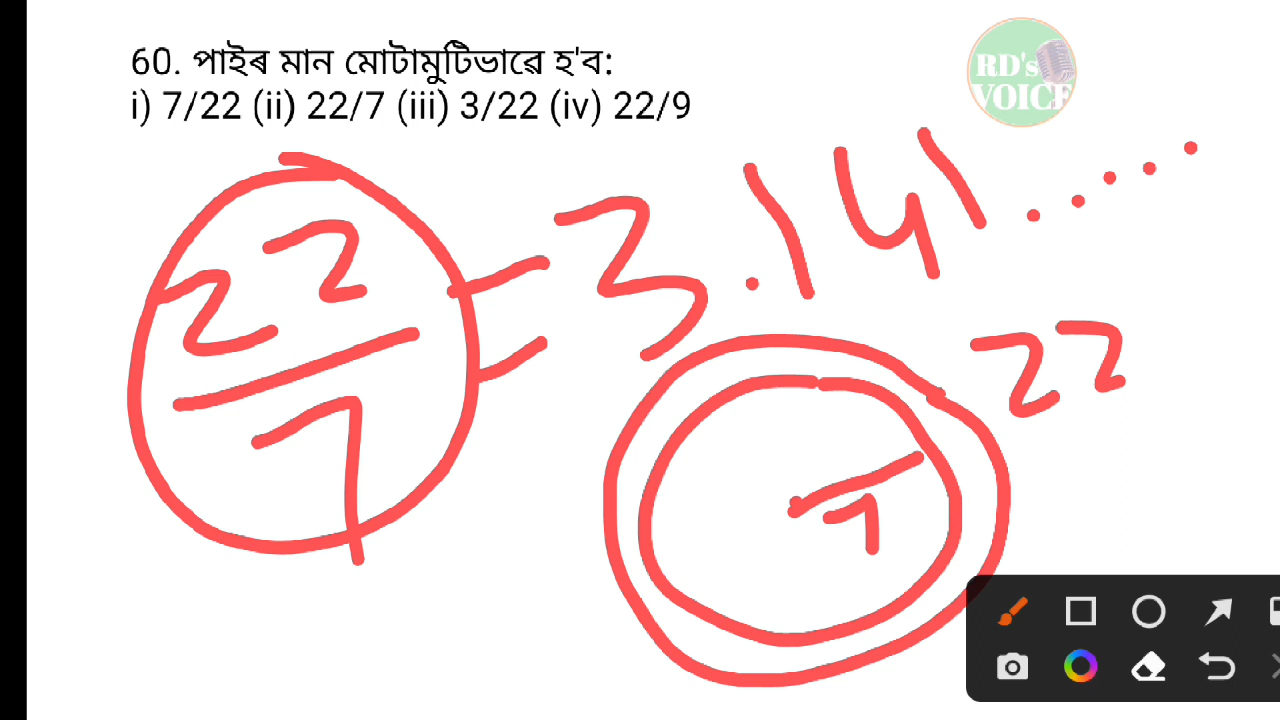 60. পাইৰ মান মোটামুটিভাৱে হ'ব:
i) 7/22 (ii) 22/7 (iii) 3/22 (iv) 22/9
RD's
VOICE
22
7
= 3.141.....
22
7